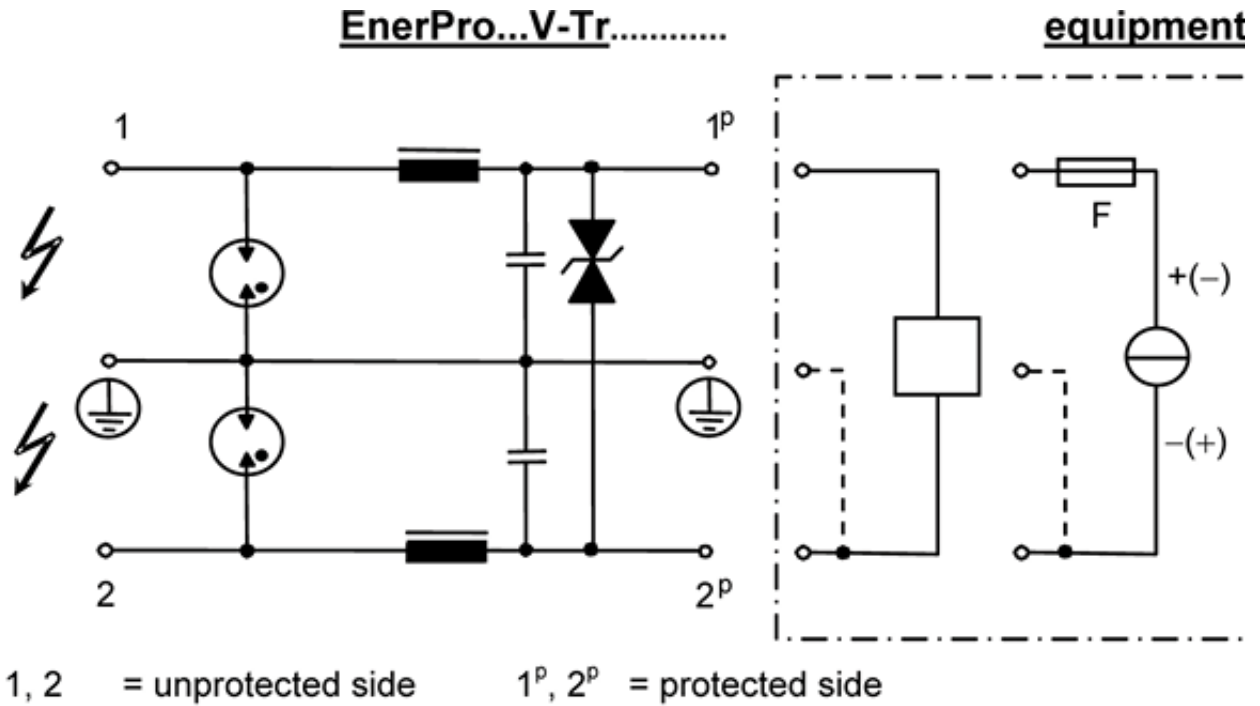 EnerPro...V-Tr............ equipment
1 1ᵖ
F
+(−)
−(+)
2 2ᵖ
1, 2 = unprotected side 1ᵖ, 2ᵖ = protected side